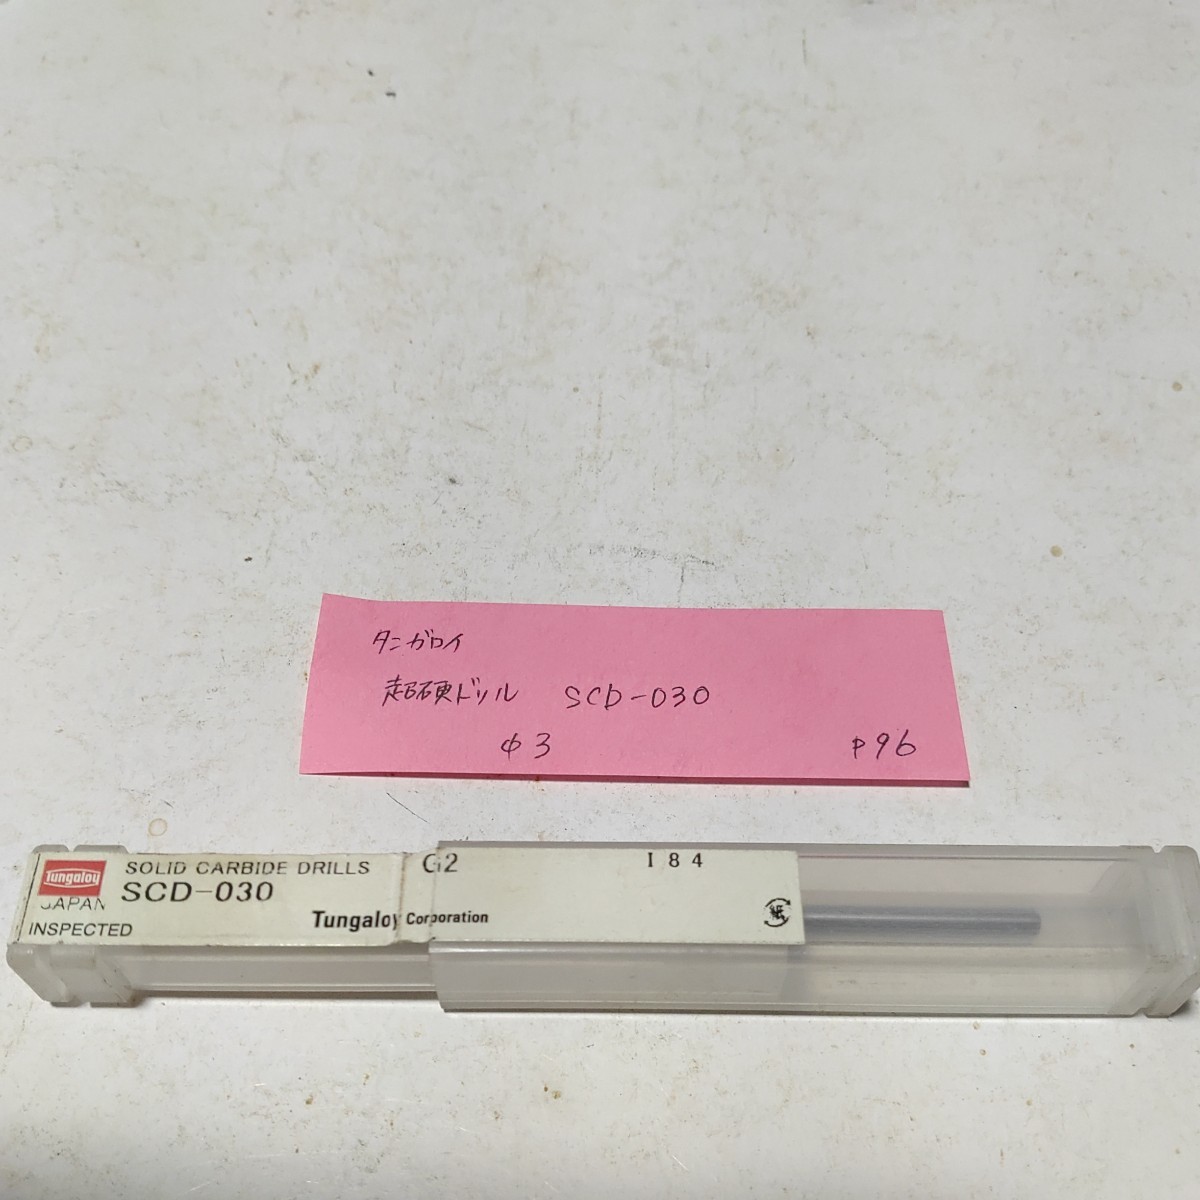 タンガロイ
超硬ドリル SCD-030
φ3 P96
Tungaloy SOLID CARBIDE DRILLS G2 I 8 4
JAPAN SCD-030
INSPECTED Tungaloy Corporation 紙